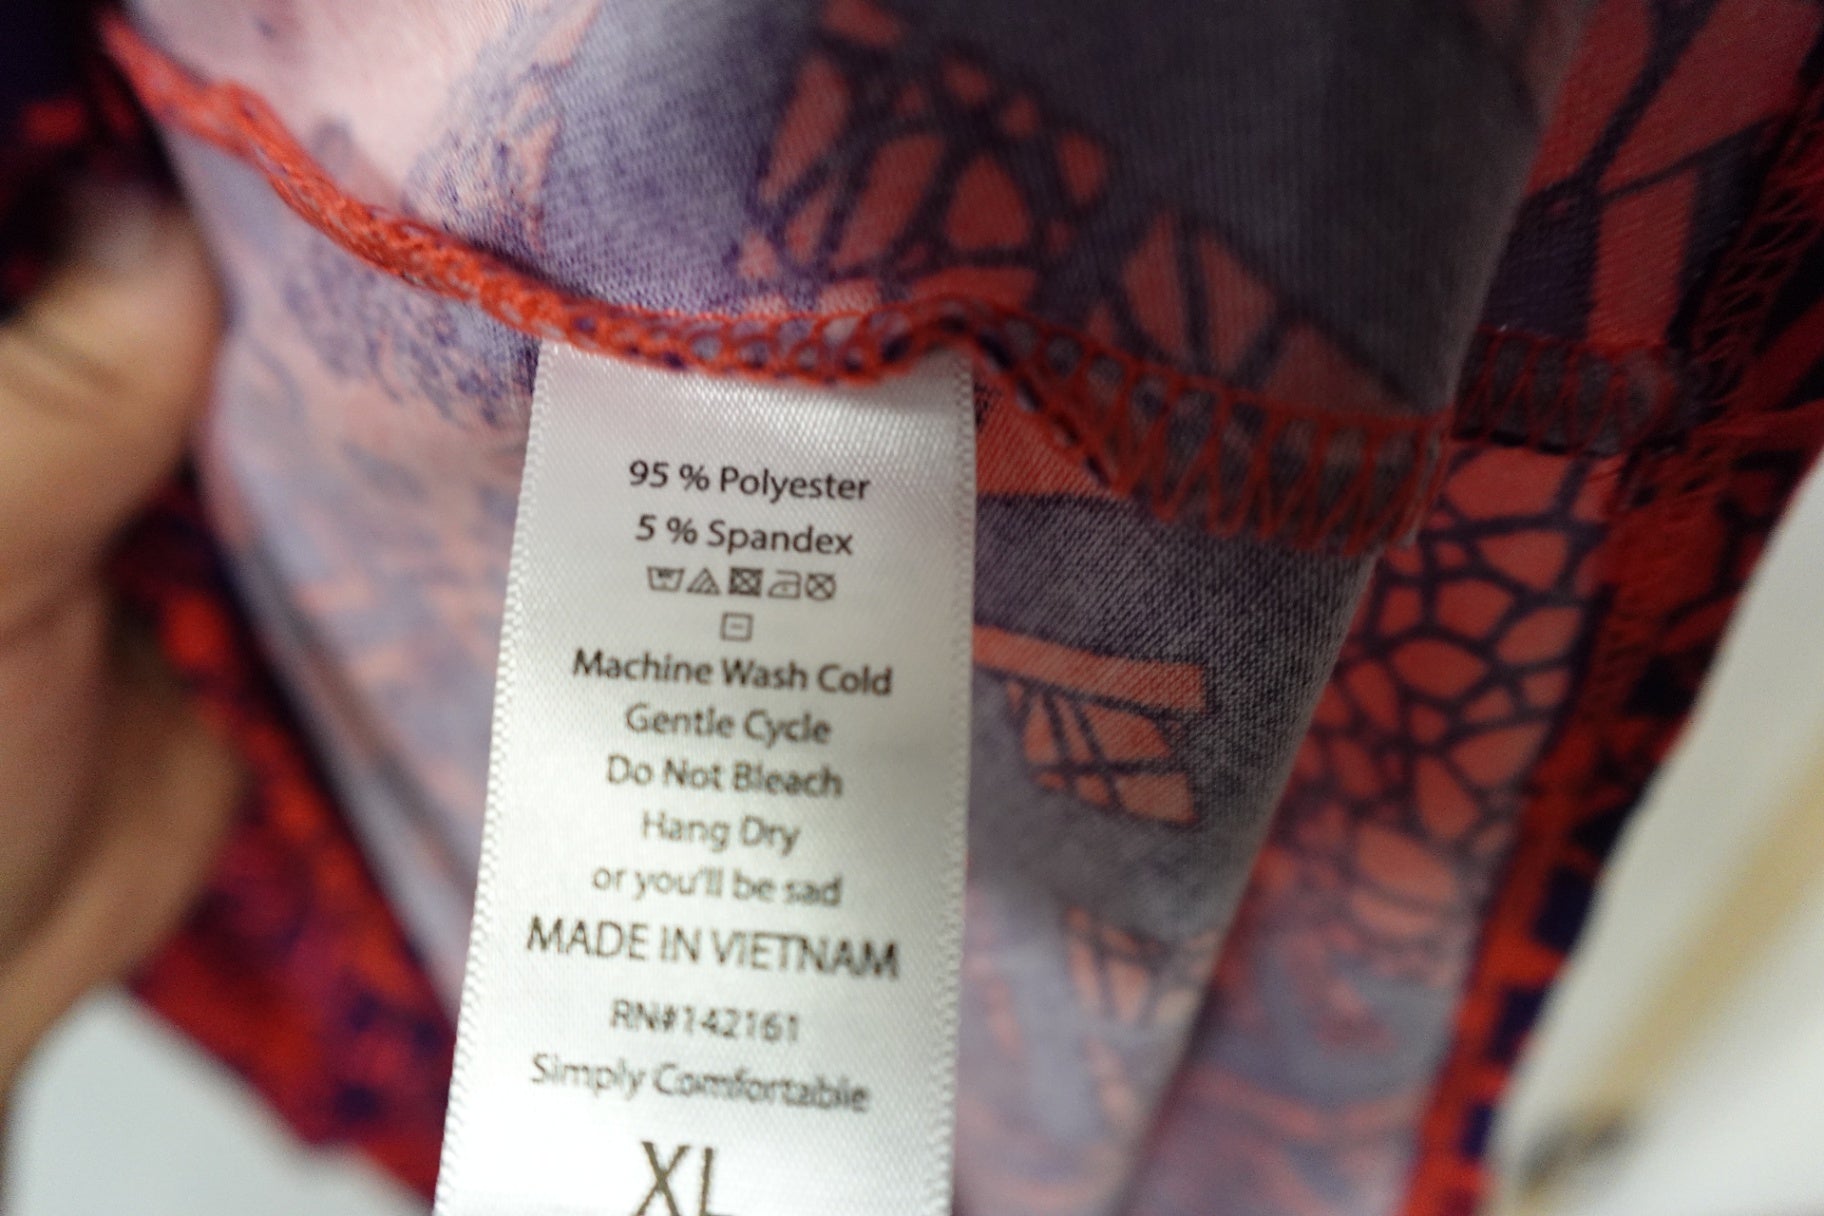 95 % Polyester
5 % Spandex
Machine Wash Cold
Gentle Cycle
Do Not Bleach
Hang Dry
or you'll be sad
MADE IN VIETNAM
RN#142161
Simply Comfortable
XL